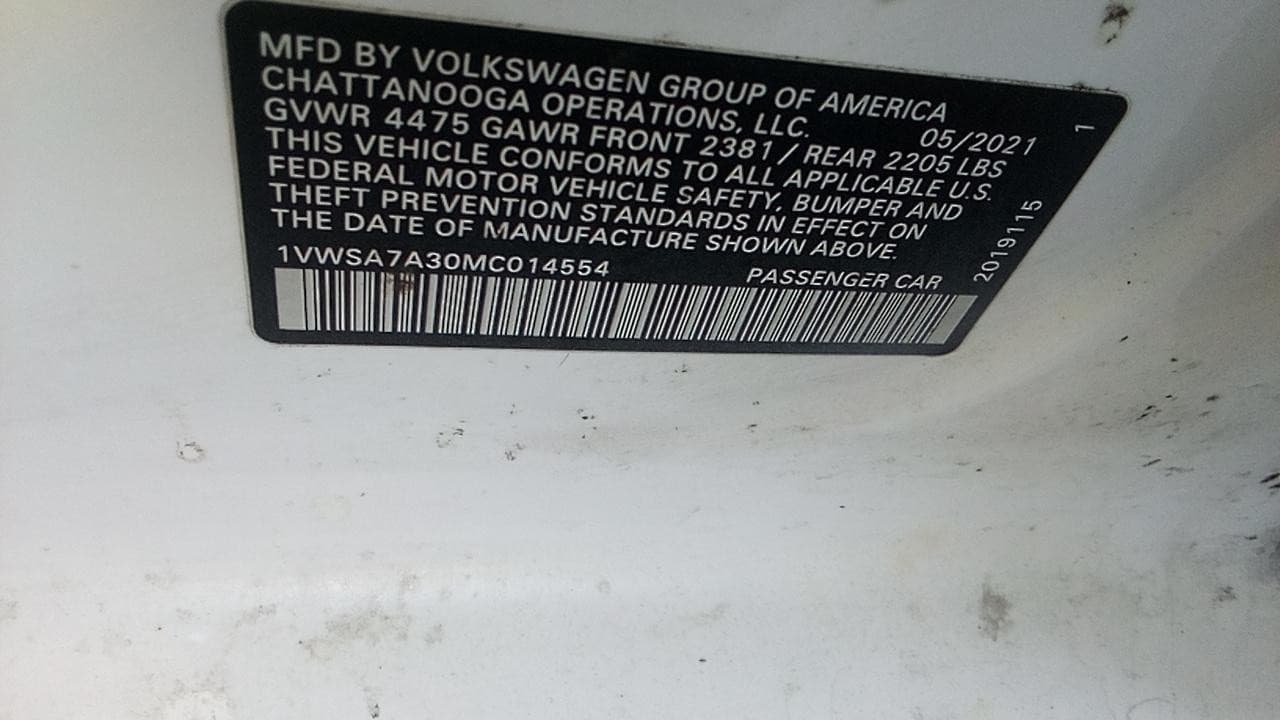 MFD BY VOLKSWAGEN GROUP OF AMERICA
CHATTANOOGA OPERATIONS, LLC. 05/2021 1
GVWR 4475 GAWR FRONT 2381 / REAR 2205 LBS
THIS VEHICLE CONFORMS TO ALL APPLICABLE U.S.
FEDERAL MOTOR VEHICLE SAFETY, BUMPER AND
THEFT PREVENTION STANDARDS IN EFFECT ON
THE DATE OF MANUFACTURE SHOWN ABOVE.
1VWSA7A30MC014554 PASSENGER CAR
2019115